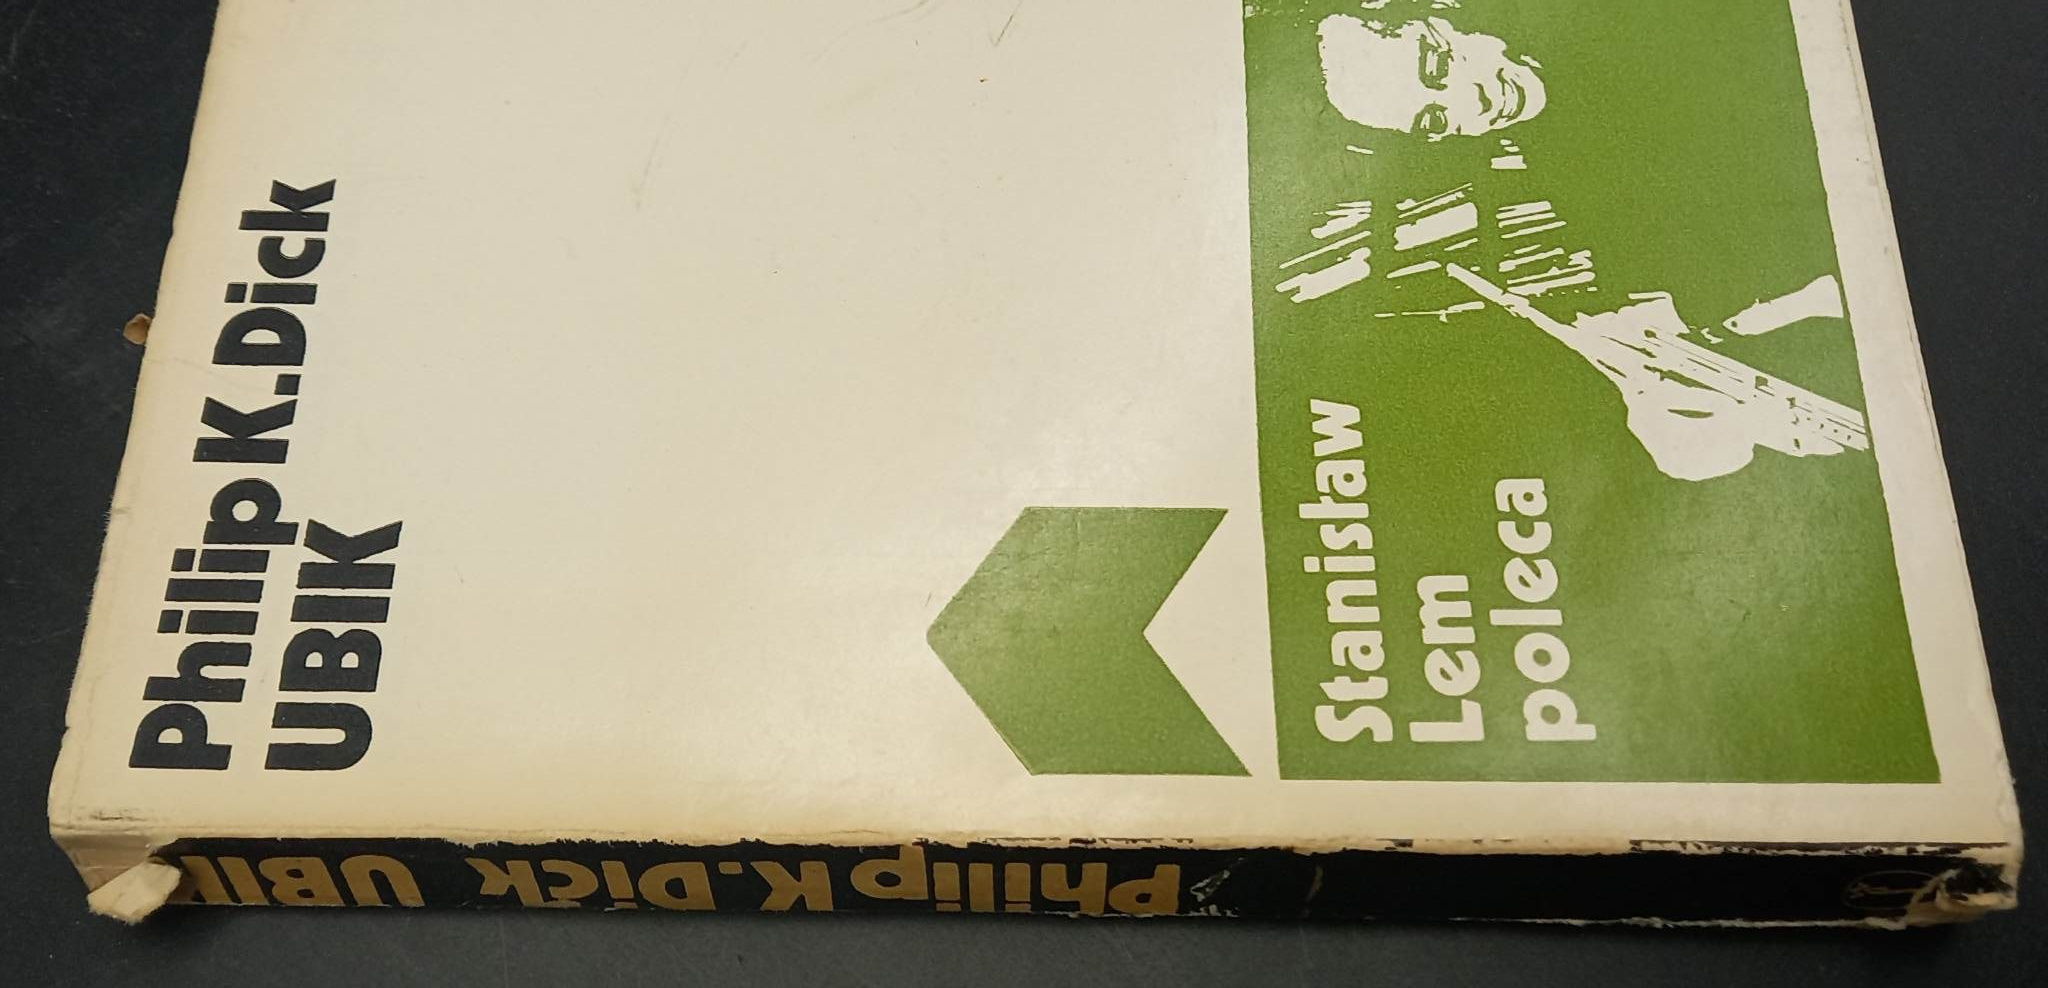 Philip K.Dick
UBIK
Stanisław
Lem
poleca
Philip K.Dick UBIK